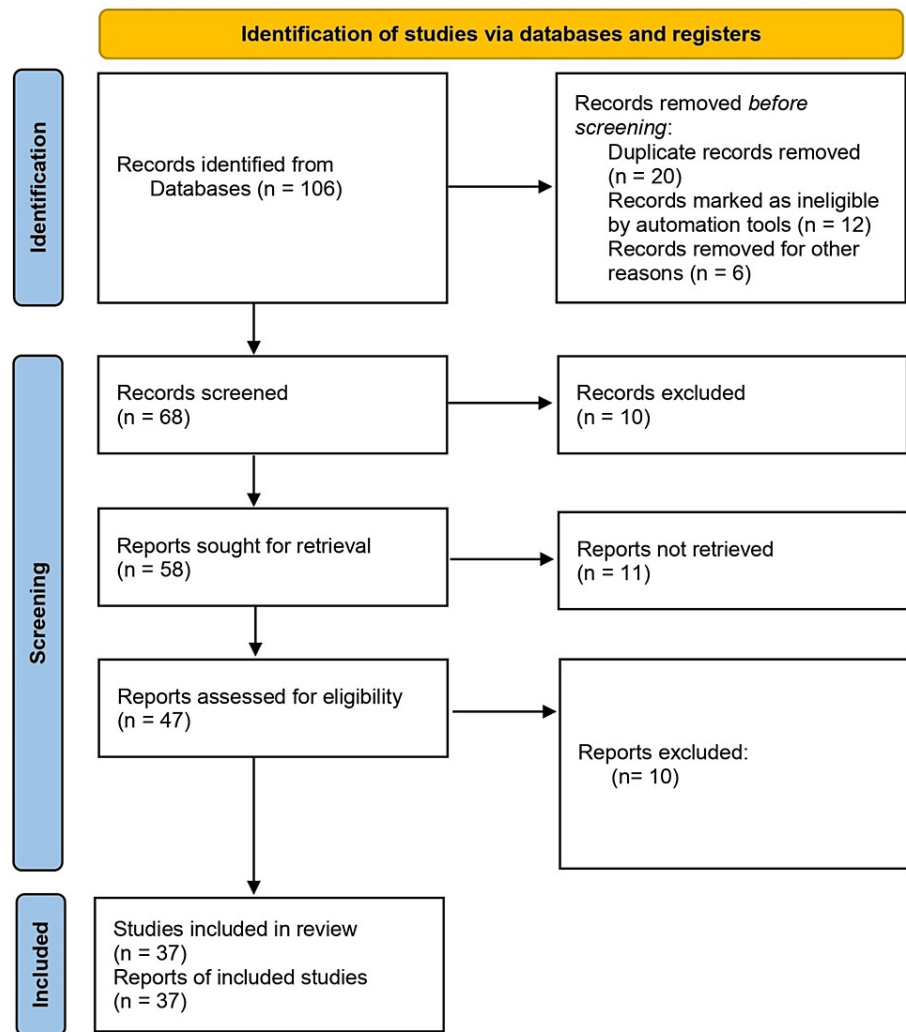 Identification of studies via databases and registers
Identification
Records identified from
Databases (n = 106)
Records removed before
screening:
Duplicate records removed
(n = 20)
Records marked as ineligible
by automation tools (n = 12)
Records removed for other
reasons (n = 6)
Screening
Records screened
(n = 68)
Records excluded
(n = 10)
Reports sought for retrieval
(n = 58)
Reports not retrieved
(n = 11)
Reports assessed for eligibility
(n = 47)
Reports excluded:
(n= 10)
Included
Studies included in review
(n = 37)
Reports of included studies
(n = 37)